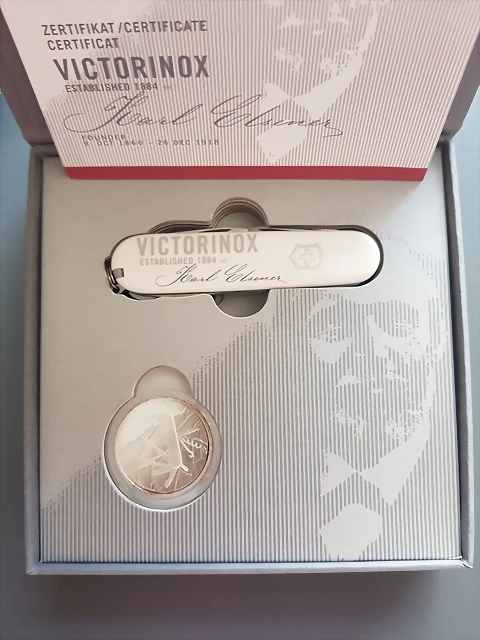 ZERTIFIKAT/CERTIFICATE
CERTIFICAT
VICTORINOX
ESTABLISHED 1884
Karl Elsener
FOUNDER
9 OCT 1860 - 26 DEC 1918
VICTORINOX
ESTABLISHED 1884
Karl Elsener